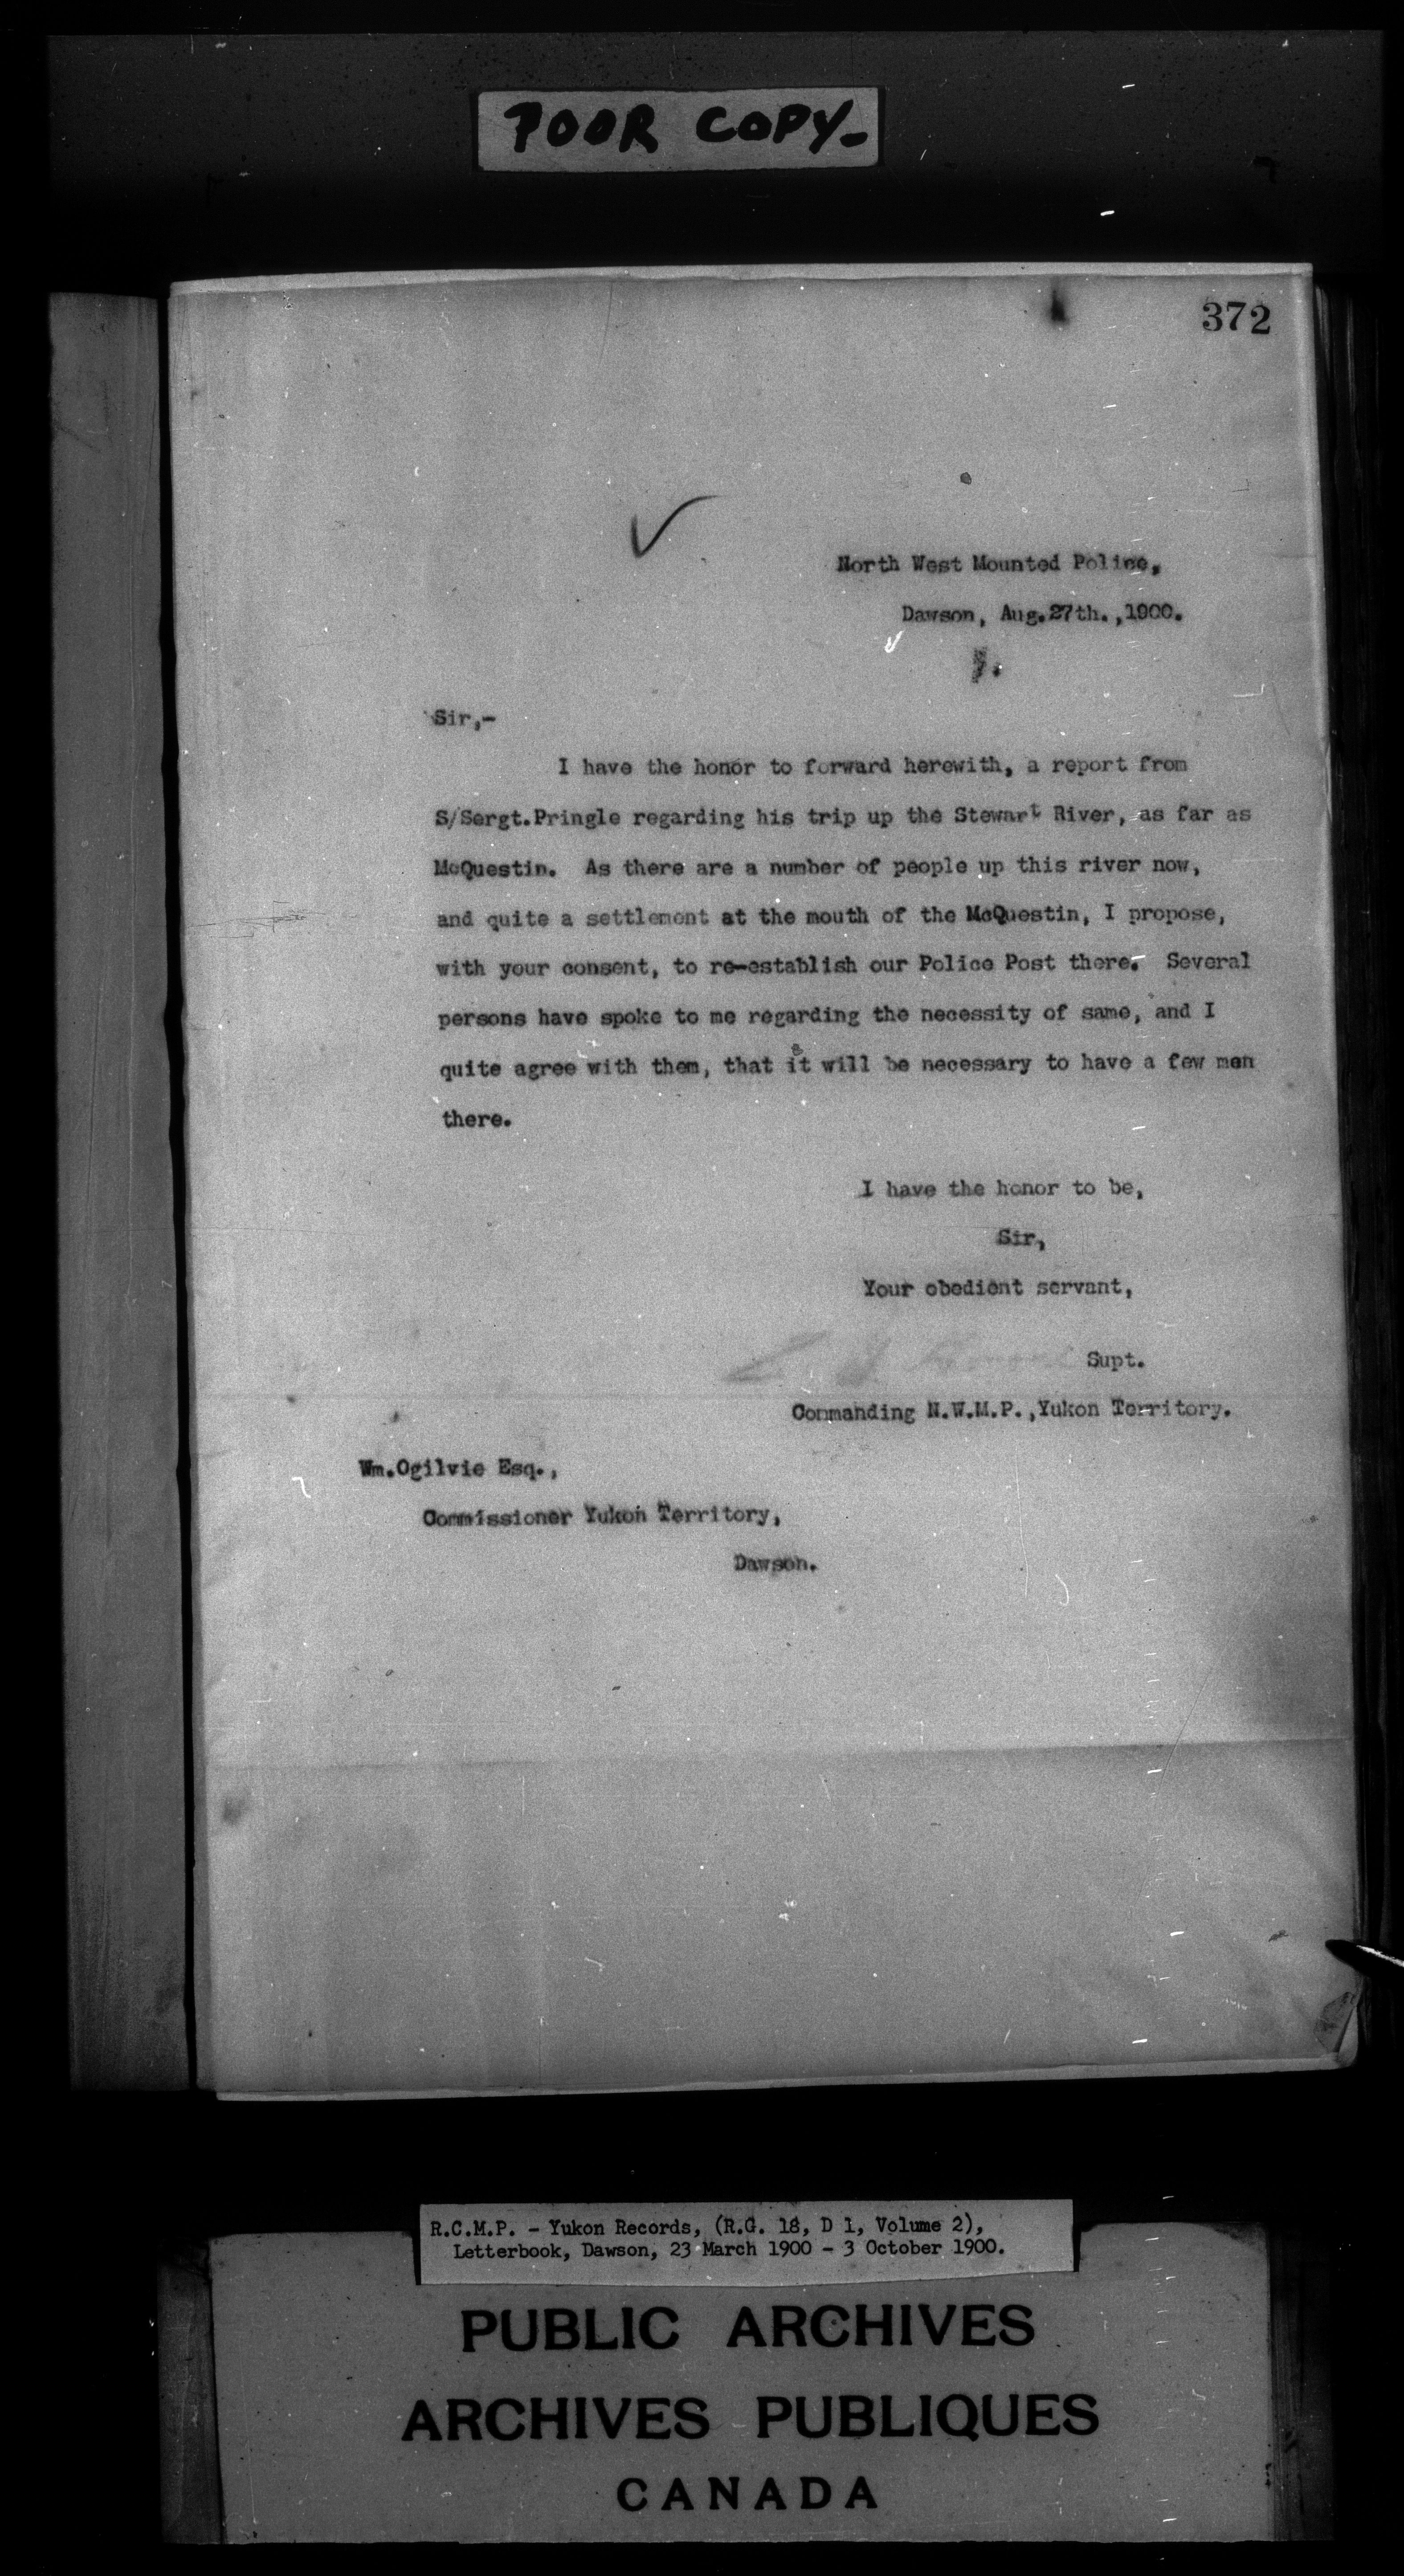 POOR COPY-
372
North West Mounted Police,
Dawson, Aug.27th.,1900.
Sir,-
I have the honor to forward herewith, a report from
S/Sergt.Pringle regarding his trip up the Stewart River, as far as
McQuestin. As there are a number of people up this river now,
and quite a settlement at the mouth of the McQuestin, I propose,
with your consent, to re-establish our Police Post there. Several
persons have spoke to me regarding the necessity of same, and I
quite agree with them, that it will be necessary to have a few men
there.
I have the honor to be,
Sir,
Your obedient servant,
Supt.
Commanding N.W.M.P.,Yukon Territory.
Wm.Ogilvie Esq.,
Commissioner Yukon Territory,
Dawson.
R.C.M.P. - Yukon Records, (R.G. 18, D 1, Volume 2),
Letterbook, Dawson, 23 March 1900 - 3 October 1900.
PUBLIC ARCHIVES
ARCHIVES PUBLIQUES
CANADA